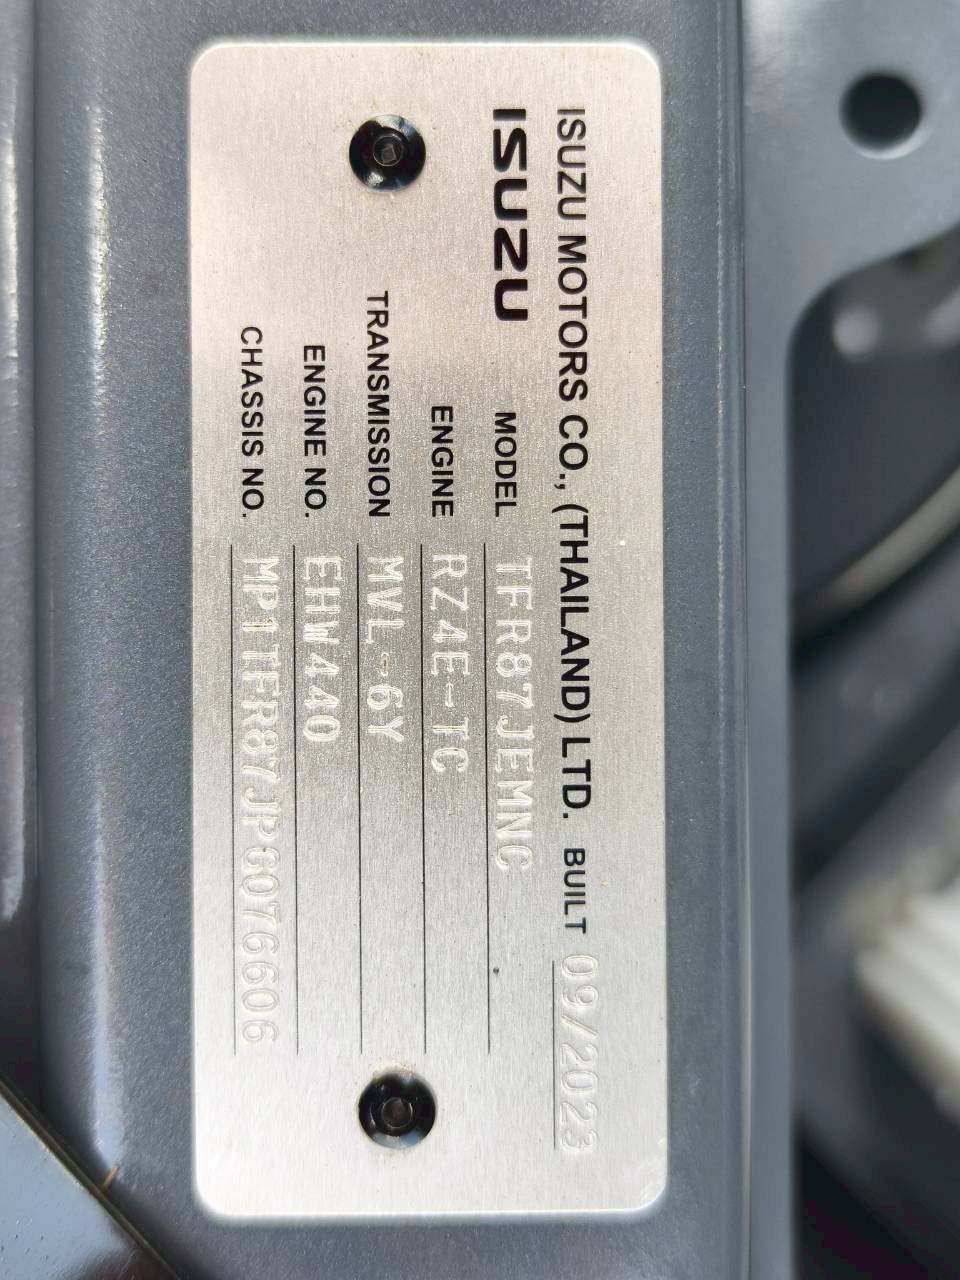 ISUZU MOTORS CO., (THAILAND) LTD. BUILT 09/2023
ISUZU MODEL TFR87JEMNC
ENGINE RZ4E-TC
TRANSMISSION MVL-6Y
ENGINE NO. EHW440
CHASSIS NO. MP1TFR87JPG076606